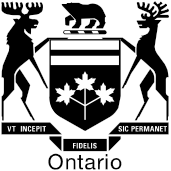 VT INCEPIT SIC PERMANET
FIDELIS
Ontario